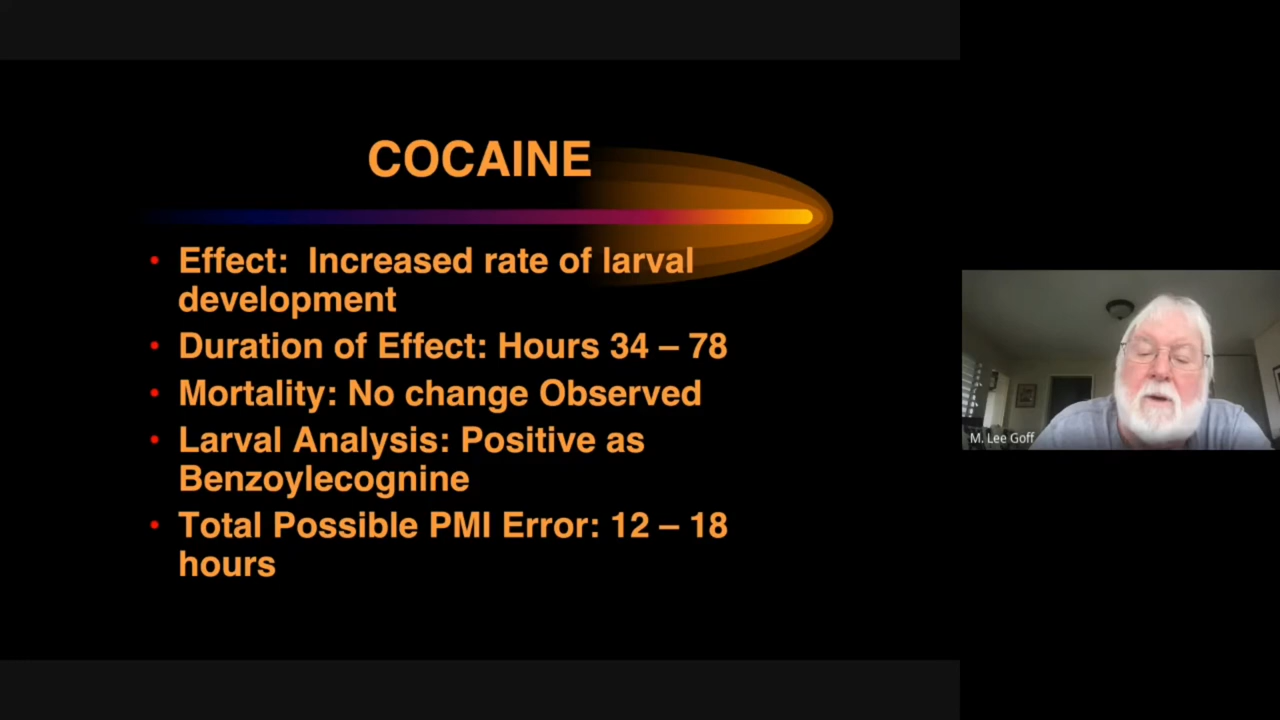 COCAINE
• Effect:  Increased rate of larval
development
• Duration of Effect: Hours 34 – 78
• Mortality: No change Observed
• Larval Analysis: Positive as
Benzoylecognine
• Total Possible PMI Error: 12 – 18
hours
M. Lee Goff